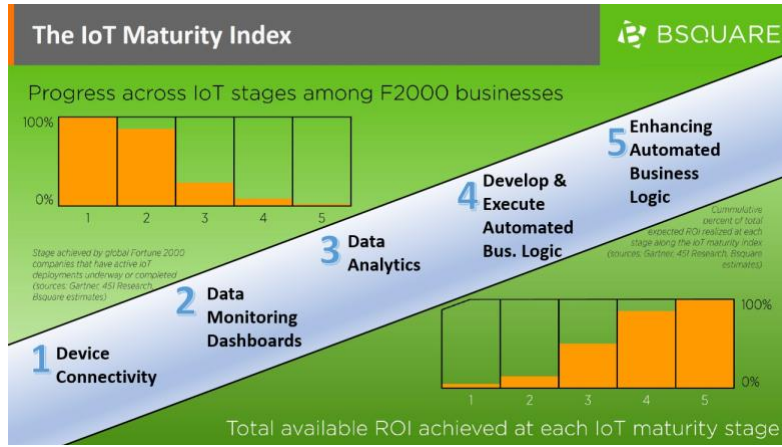 The IoT Maturity Index
BSQUARE
Progress across IoT stages among F2000 businesses
100%
0%
1 2 3 4 5
Stage achieved by global Fortune 2000
companies that have active IoT
deployments underway or completed
(sources: Gartner, 451 Research,
Bsquare estimates)
1 Device
Connectivity
2 Data
Monitoring
Dashboards
3 Data
Analytics
4 Develop &
Execute
Automated
Bus. Logic
5 Enhancing
Automated
Business
Logic
Cummulative
percent of total
expected ROI realized at each
stage along the IoT maturity index
(sources: Gartner, 451 Research, Bsquare
estimates)
100%
0%
1 2 3 4 5
Total available ROI achieved at each IoT maturity stage